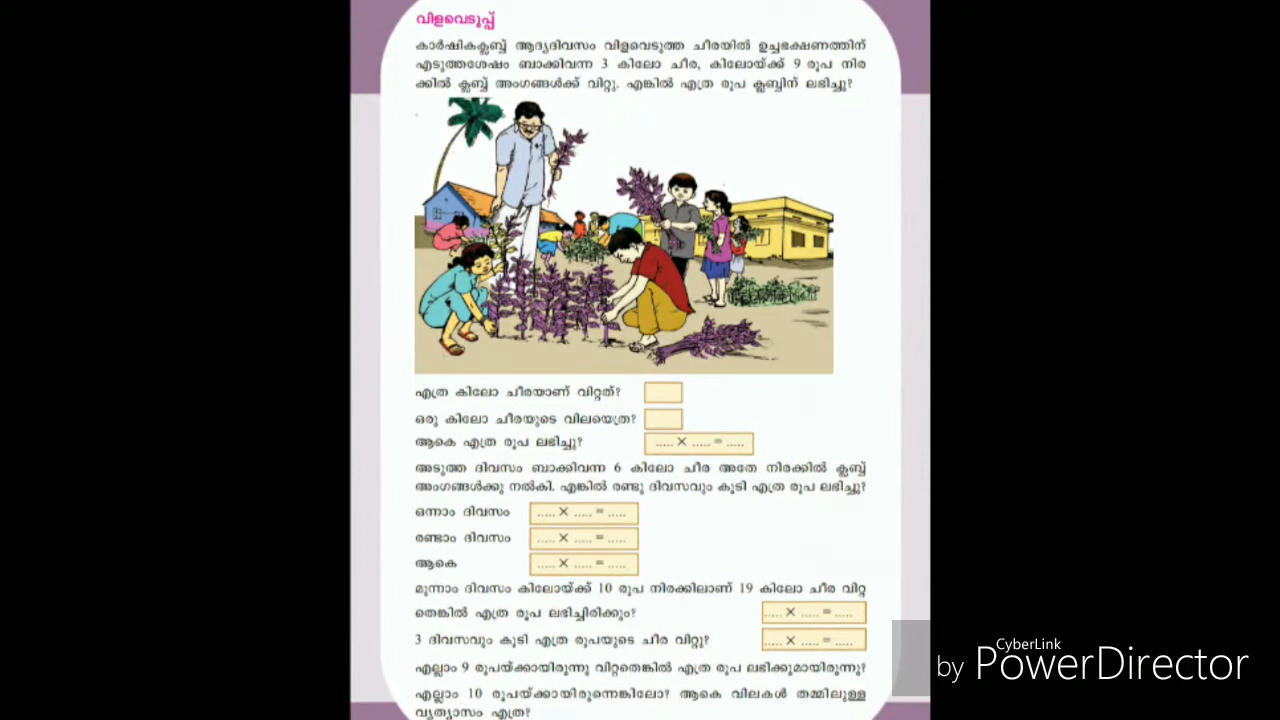 വിളവെടുപ്പ്
കാർഷികക്ലബ്ബ് ആദ്യദിവസം വിളവെടുത്ത ചീരയിൽ ഉച്ചഭക്ഷണത്തിന്
എടുത്തശേഷം ബാക്കിവന്ന 3 കിലോ ചീര, കിലോയ്ക്ക് 9 രൂപ നിര
ക്കിൽ ക്ലബ്ബ് അംഗങ്ങൾക്ക് വിറ്റു. എങ്കിൽ എത്ര രൂപ ക്ലബ്ബിന് ലഭിച്ചു?
എത്ര കിലോ ചീരയാണ് വിറ്റത്?
ഒരു കിലോ ചീരയുടെ വിലയെത്ര?
ആകെ എത്ര രൂപ ലഭിച്ചു? ..... × ..... = .....
അടുത്ത ദിവസം ബാക്കിവന്ന 6 കിലോ ചീര അതേ നിരക്കിൽ ക്ലബ്ബ്
അംഗങ്ങൾക്കു നൽകി. എങ്കിൽ രണ്ടു ദിവസവും കൂടി എത്ര രൂപ ലഭിച്ചു?
ഒന്നാം ദിവസം ..... × ..... = .....
രണ്ടാം ദിവസം ..... × ..... = .....
ആകെ ..... × ..... = .....
മൂന്നാം ദിവസം കിലോയ്ക്ക് 10 രൂപ നിരക്കിലാണ് 19 കിലോ ചീര വിറ്റ
തെങ്കിൽ എത്ര രൂപ ലഭിച്ചിരിക്കും? ..... × ..... = .....
3 ദിവസവും കൂടി എത്ര രൂപയുടെ ചീര വിറ്റു? ..... × ..... = .....
എല്ലാം 9 രൂപയ്ക്കായിരുന്നു വിറ്റതെങ്കിൽ എത്ര രൂപ ലഭിക്കുമായിരുന്നു?
എല്ലാം 10 രൂപയ്ക്കായിരുന്നെങ്കിലോ? ആകെ വിലകൾ തമ്മിലുള്ള
വ്യത്യാസം എത്ര?
CyberLink
by PowerDirector